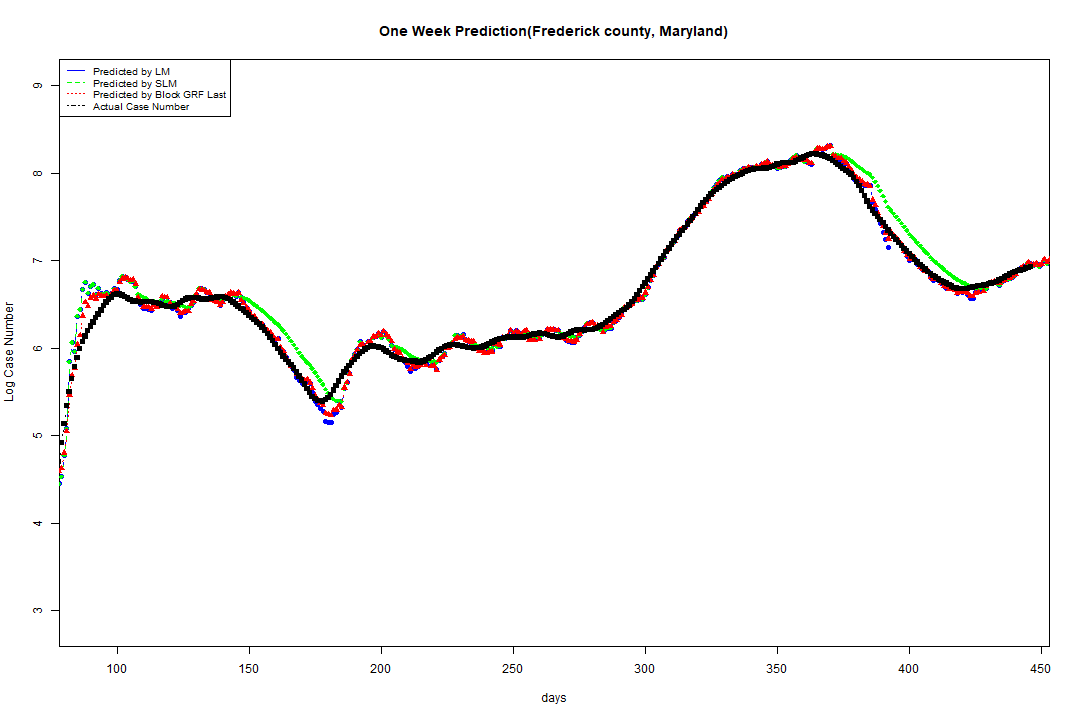 One Week Prediction(Frederick county, Maryland)
Predicted by LM
Predicted by SLM
Predicted by Block GRF Last
Actual Case Number
9
8
7
6
5
4
3
Log Case Number
100 150 200 250 300 350 400 450
days